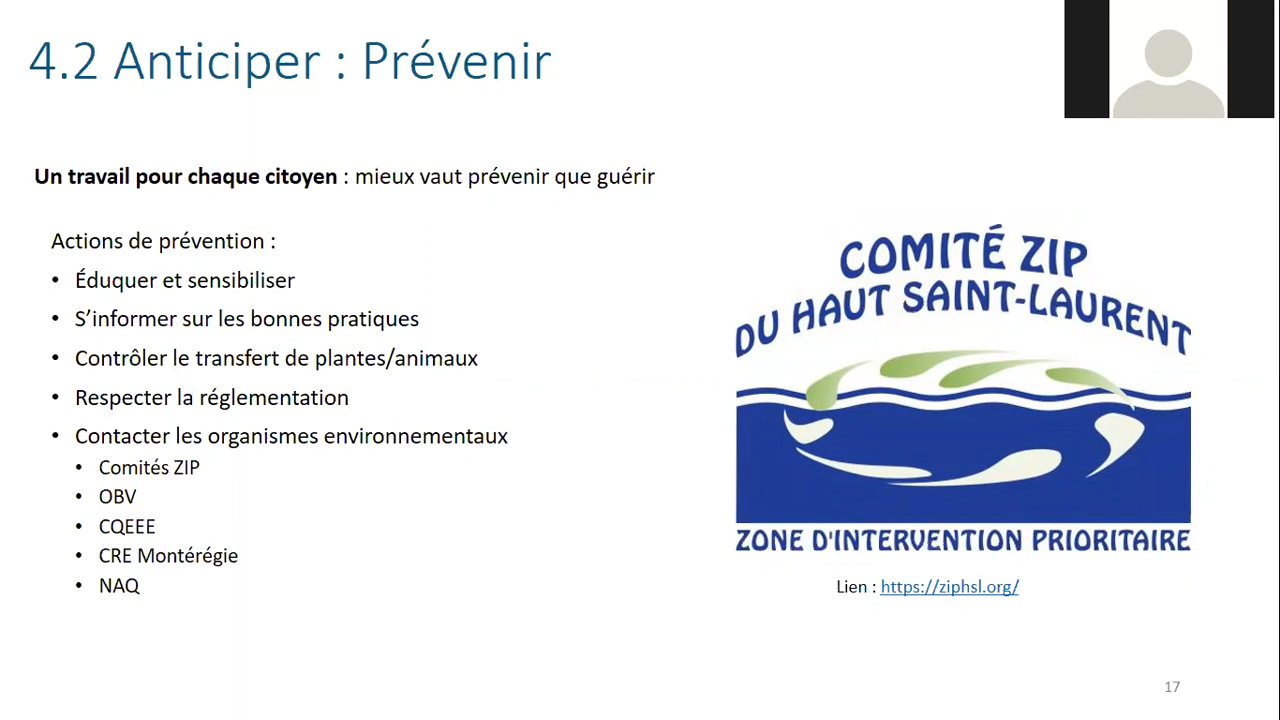 4.2 Anticiper : Prévenir
Un travail pour chaque citoyen : mieux vaut prévenir que guérir
Actions de prévention :
• Éduquer et sensibiliser
• S’informer sur les bonnes pratiques
• Contrôler le transfert de plantes/animaux
• Respecter la réglementation
• Contacter les organismes environnementaux
• Comités ZIP
• OBV
• CQEEE
• CRE Montérégie
• NAQ
COMITÉ ZIP
DU HAUT SAINT-LAURENT
ZONE D'INTERVENTION PRIORITAIRE
Lien : https://ziphsl.org/
17